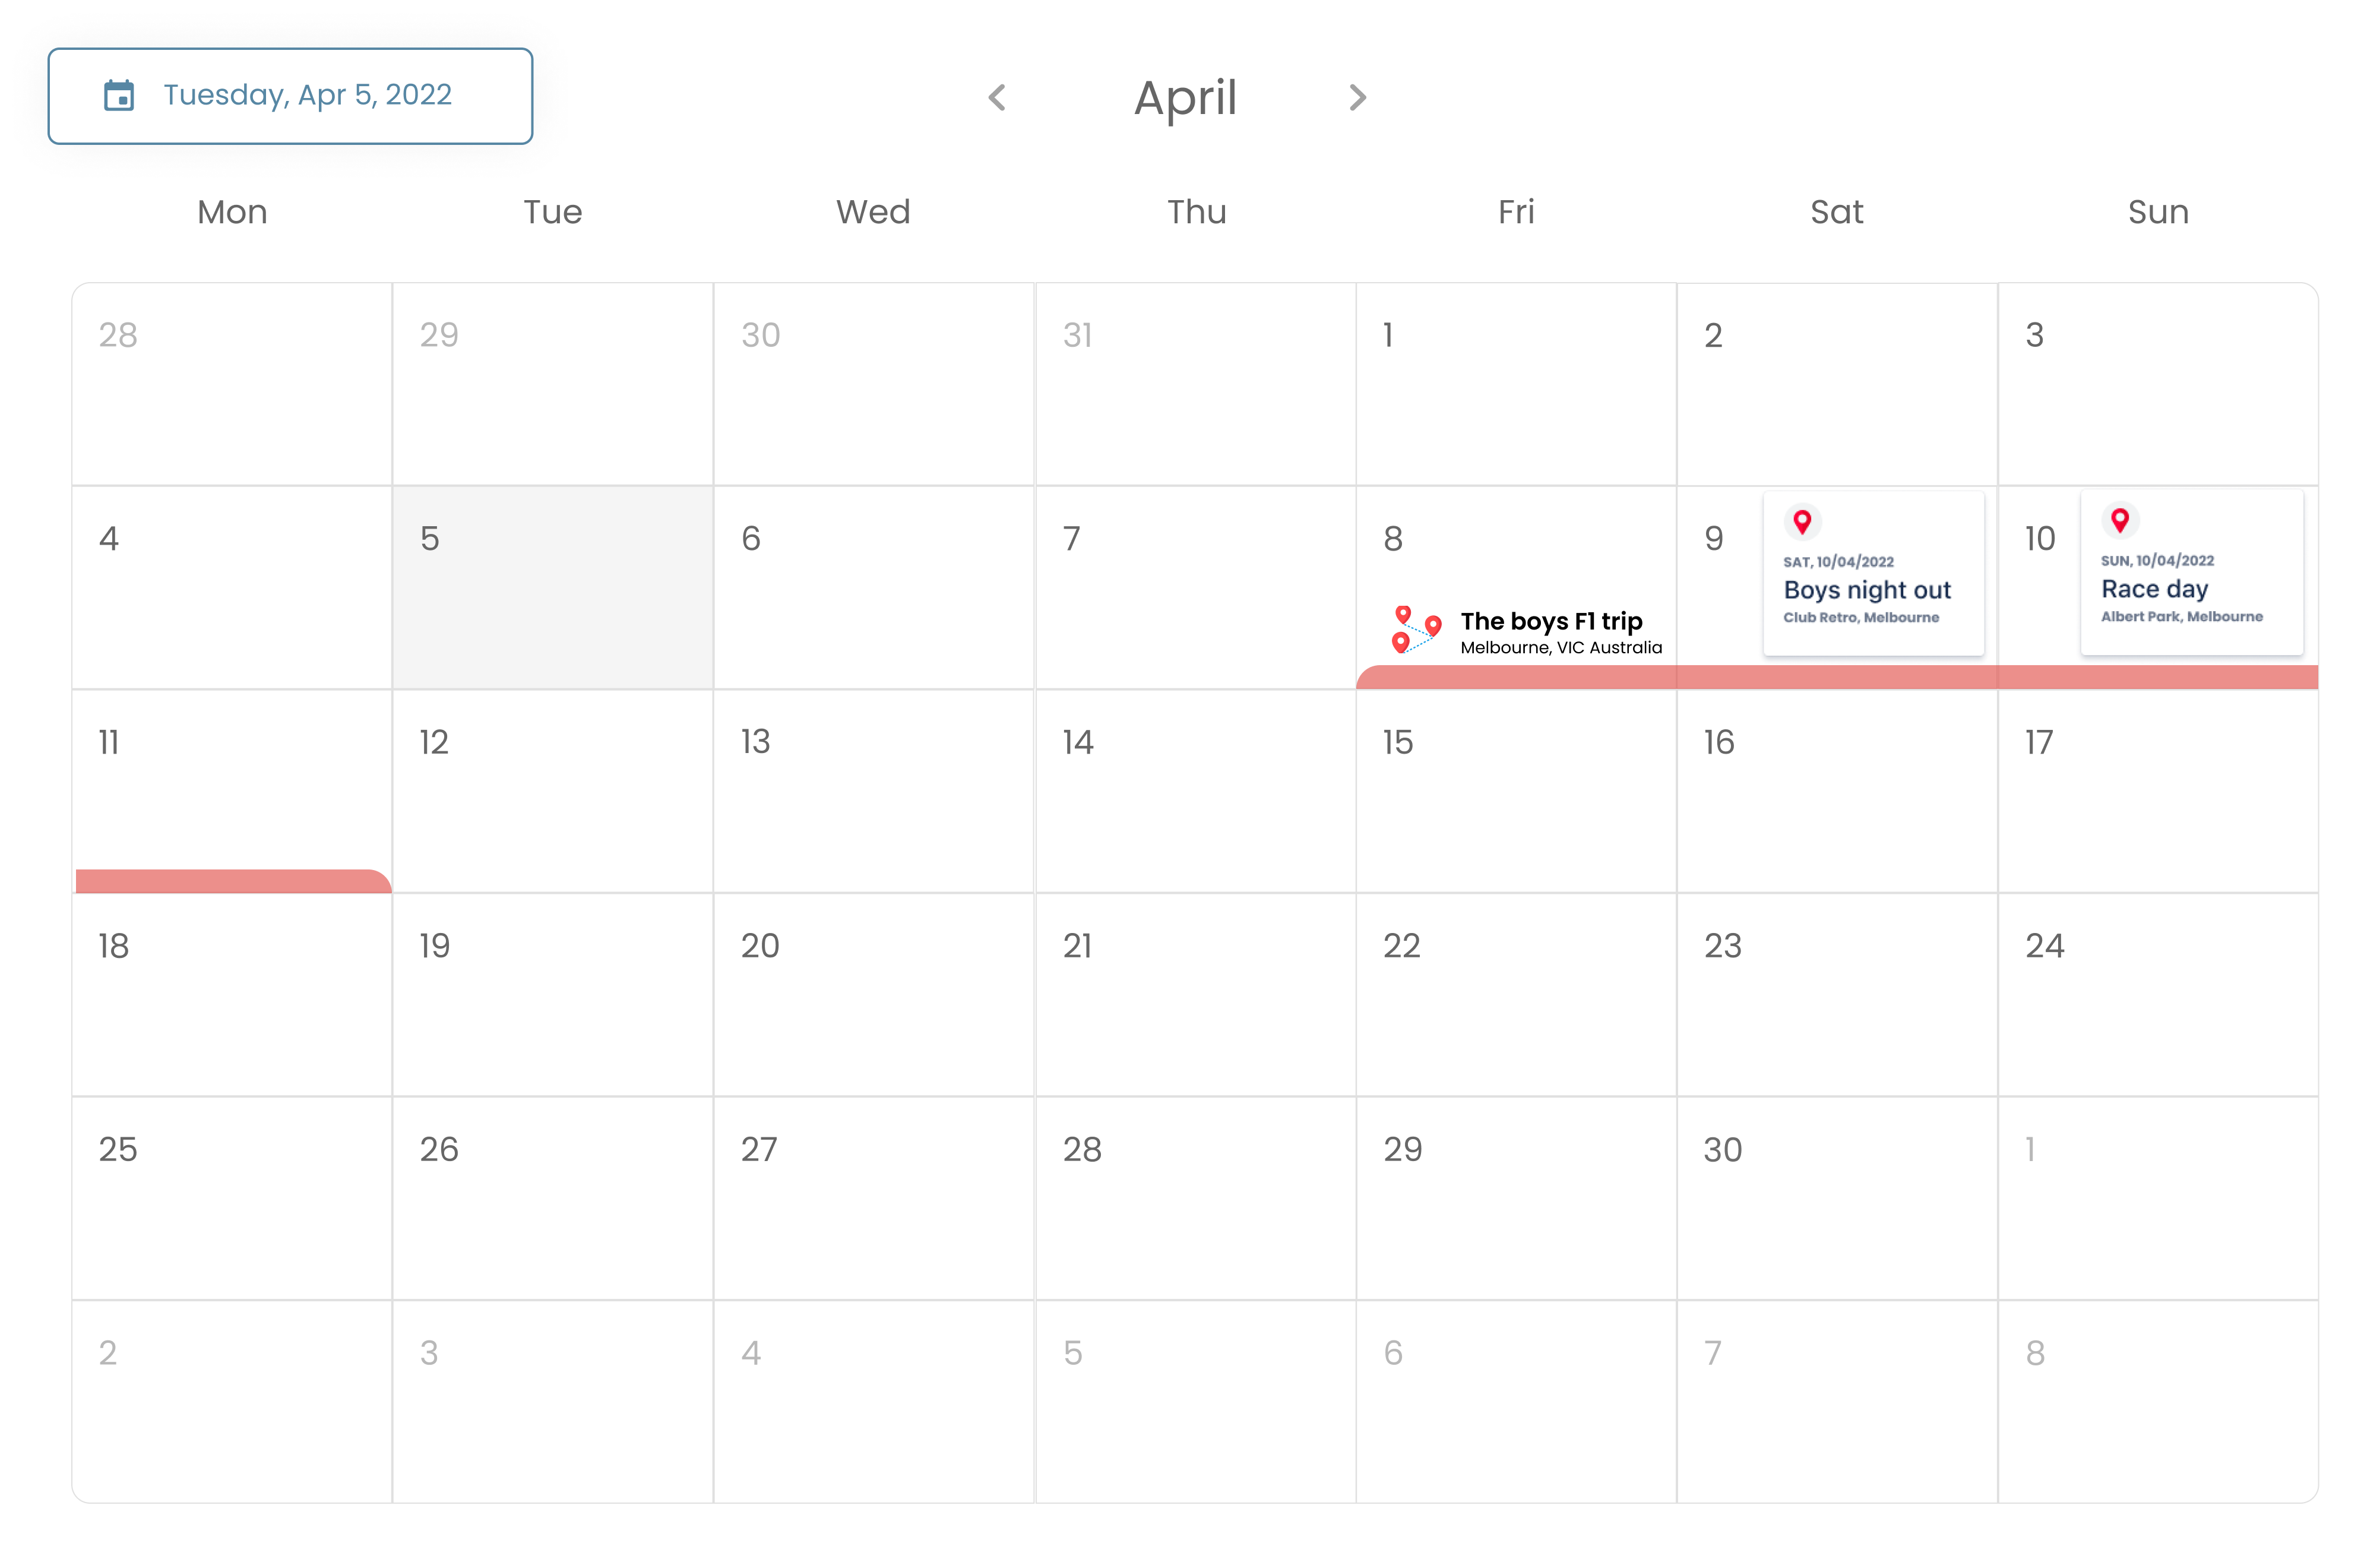 Tuesday, Apr 5, 2022
April
Mon Tue Wed Thu Fri Sat Sun
28 29 30 31 1 2 3
4 5 6 7 8 9 10
SAT, 10/04/2022
Boys night out
Club Retro, Melbourne
SUN, 10/04/2022
Race day
Albert Park, Melbourne
The boys F1 trip
Melbourne, VIC Australia
11 12 13 14 15 16 17
18 19 20 21 22 23 24
25 26 27 28 29 30 1
2 3 4 5 6 7 8